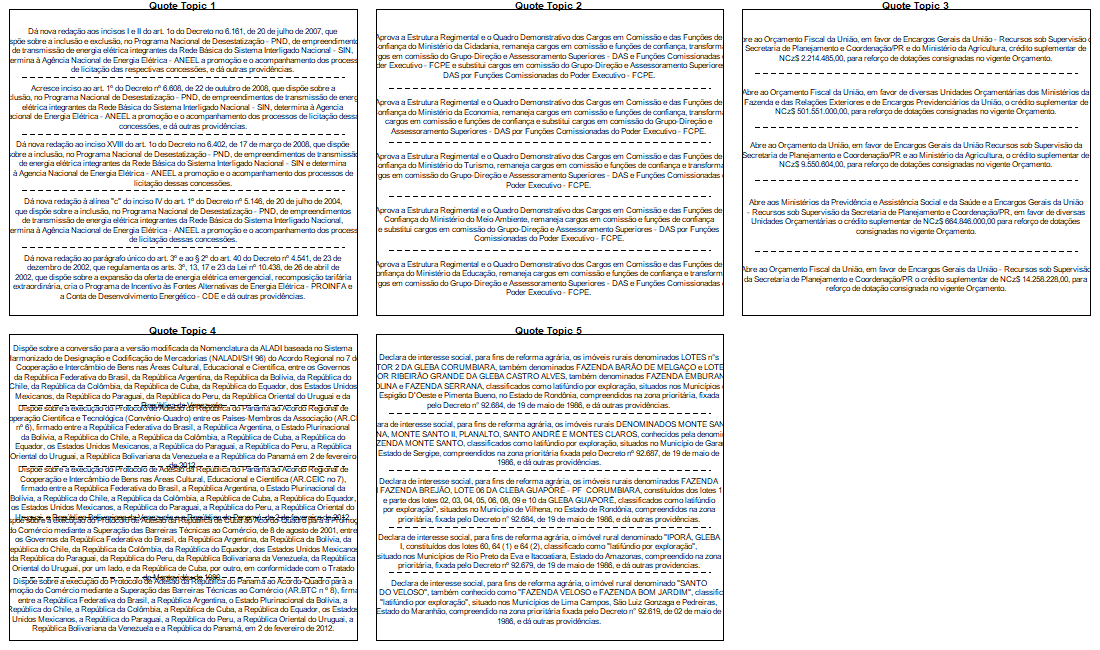 Quote Topic 1
Dá nova redação aos incisos I e II do art. 1o do Decreto no 6.161, de 20 de julho de 2007, que
spõe sobre a inclusão e exclusão, no Programa Nacional de Desestatização - PND, de empreendimento
de transmissão de energia elétrica integrantes da Rede Básica do Sistema Interligado Nacional - SIN,
ermina à Agência Nacional de Energia Elétrica - ANEEL a promoção e o acompanhamento dos process
de licitação das respectivas concessões, e dá outras providências.
Acresce inciso ao art. 1º do Decreto nº 6.608, de 22 de outubro de 2008, que dispõe sobre a
clusão, no Programa Nacional de Desestatização - PND, de empreendimentos de transmissão de energ
elétrica integrantes do Sistema Interligado Nacional - SIN, determina à Agência
acional de Energia Elétrica - ANEEL a promoção e o acompanhamento dos processos de licitação dessa
concessões, e dá outras providências.
Dá nova redação ao inciso XVIII do art. 1o do Decreto no 6.402, de 17 de março de 2008, que dispõe
sobre a inclusão, no Programa Nacional de Desestatização - PND, de empreendimentos de transmissão
de energia elétrica integrantes do Sistema Interligado Nacional - SIN e determina
à Agencia Nacional de Energia Elétrica - ANEEL a promoção e o acompanhamento dos processos de
licitação dessas concessões.
Dá nova redação à alínea "c" do inciso IV do art. 1º do Decreto nº 5.146, de 20 de julho de 2004,
que dispõe sobre a inclusão, no Programa Nacional de Desestatização - PND, de empreendimentos
de transmissão de energia elétrica integrantes da Rede Básica do Sistema Interligado Nacional,
ermina à Agência Nacional de Energia Elétrica - ANEEL a promoção e o acompanhamento dos process
de licitação dessas concessões.
Dá nova redação ao parágrafo único do art. 3º e ao § 2º do art. 40 do Decreto nº 4.541, de 23 de
dezembro de 2002, que regulamenta os arts. 3º, 13, 17 e 23 da Lei nº 10.438, de 26 de abril de
2002, que dispõe sobre a expansão da oferta de energia elétrica emergencial, recomposição tarifária
extraordinária, cria o Programa de Incentivo às Fontes Alternativas de Energia Elétrica - PROINFA e
a Conta de Desenvolvimento Energético - CDE e dá outras providências.
Quote Topic 2
Aprova a Estrutura Regimental e o Quadro Demonstrativo dos Cargos em Comissão e das Funções de
onfiança do Ministério da Cidadania, remaneja cargos em comissão e funções de confiança, transforma
em comissão do Grupo-Direção e Assessoramento Superiores - DAS e Funções Comissionadas
der Executivo - FCPE e substitui cargos em comissão do Grupo-Direção e Assessoramento Superiores
DAS por Funções Comissionadas do Poder Executivo - FCPE.
Aprova a Estrutura Regimental e o Quadro Demonstrativo dos Cargos em Comissão e das Funções de
onfiança do Ministério da Economia, remaneja cargos em comissão e funções de confiança, transforma
cargos em comissão e funções de confiança e substitui cargos em comissão do Grupo-Direção e
Assessoramento Superiores - DAS por Funções Comissionadas do Poder Executivo - FCPE.
Aprova a Estrutura Regimental e o Quadro Demonstrativo dos Cargos em Comissão e das Funções de
onfiança do Ministério do Turismo, remaneja cargos em comissão e funções de confiança e transforma
em comissão do Grupo-Direção e Assessoramento Superiores - DAS por Funções Comissionadas
Poder Executivo - FCPE.
Aprova a Estrutura Regimental e o Quadro Demonstrativo dos Cargos em Comissão e das Funções de
Confiança do Ministério do Meio Ambiente, remaneja cargos em comissão e funções de confiança
e substitui cargos em comissão do Grupo-Direção e Assessoramento Superiores - DAS por Funções
Comissionadas do Poder Executivo - FCPE.
Aprova a Estrutura Regimental e o Quadro Demonstrativo dos Cargos em Comissão e das Funções de
nfiança do Ministério da Educação, remaneja cargos em comissão e funções de confiança e transform
em comissão do Grupo-Direção e Assessoramento Superiores - DAS por Funções Comissionadas
Poder Executivo - FCPE.
Quote Topic 3
re ao Orçamento Fiscal da União, em favor de Encargos Gerais da União - Recursos sob Supervisão
Secretaria de Planejamento e Coordenação/PR e do Ministério da Agricultura, crédito suplementar de
NCz$ 2.214.485,00, para reforço de dotações consignadas no vigente Orçamento.
Abre ao Orçamento da União, em favor de diversas Unidades Orçamentárias dos Ministérios da
Fazenda e das Relações Exteriores e de Encargos Previdenciários da União, o crédito suplementar de
NCz$ 501.551.000,00, para reforço de dotações consignadas no vigente Orçamento.
Abre ao Orçamento da União, em favor de Encargos Gerais da União Recursos sob Supervisão da
Secretaria de Planejamento e Coordenação/PR e ao Ministério da Agricultura, o crédito suplementar de
NCz$ 9.550.604,00, para reforço de dotações consignadas no vigente Orçamento.
Abre aos Ministérios da Previdência e Assistência Social e da Saúde e a Encargos Gerais da União
- Recursos sob Supervisão da Secretaria de Planejamento e Coordenação/PR, em favor de diversas
Unidades Orçamentárias o crédito suplementar de NCz$ 664.846.000,00 para reforço de dotações
consignadas no vigente Orçamento.
Abre ao Orçamento Fiscal da União, em favor de Encargos Gerais da União - Recursos sob Supervisão
da Secretaria de Planejamento e Coordenação/PR o crédito suplementar de NCz$ 14.258.228,00, para
reforço de dotação consignada no vigente Orçamento.
Quote Topic 4
Dispõe sobre a conversão para a versão modificada da Nomenclatura da ALADI baseada no Sistema
Harmonizado de Designação e Codificação de Mercadorias (NALADI/SH 96) do Acordo Regional no 7 d
Cooperação e Intercâmbio de Bens nas Áreas Cultural, Educacional e Científica, entre os Governos
da República Federativa do Brasil, da República Argentina, da República da Bolívia, da República do
Chile, da República da Colômbia, da República de Cuba, da República do Equador, dos Estados Unidos
Mexicanos, da República do Paraguai, da República do Peru, da República Oriental do Uruguai e da
República da Venezuela.
Dispõe sobre a execução do Protocolo de Adesão da República do Panamá ao Acordo Regional de
operação Científica e Tecnológica (Convênio-Quadro) entre os Países-Membros da Associação (AR.C
nº 6), firmado entre a República Federativa do Brasil, a República Argentina, o Estado Plurinacional
da Bolívia, a República do Chile, a República da Colômbia, a República de Cuba, a República do
Equador, os Estados Unidos Mexicanos, a República do Paraguai, a República do Peru, a República
Oriental do Uruguai, a República Bolivariana da Venezuela e a República do Panamá em 2 de fevereiro
de 2012.
Dispõe sobre a execução do Protocolo de Adesão da República do Panamá ao Acordo Regional de
Cooperação e Intercâmbio de Bens nas Áreas Cultural, Educacional e Científica (AR.CEIC no 7),
firmado entre a República Federativa do Brasil, a República Argentina, o Estado Plurinacional da
Bolívia, a República do Chile, a República da Colômbia, a República de Cuba, a República do Equador,
os Estados Unidos Mexicanos, a República do Paraguai, a República do Peru, a República Oriental do
Uruguai, a República Bolivariana da Venezuela e a República do Panamá, de 2 de fevereiro de 2012.
spõe sobre a execução do Protocolo de Adesão da República de Cuba ao Acordo Quadro para a Promoç
do Comércio mediante a Superação das Barreiras Técnicas ao Comércio, de 8 de agosto de 2001, entre
os Governos da República Federativa do Brasil, da República Argentina, da República da Bolívia, da
epública do Chile, da República da Colômbia, da República do Equador, dos Estados Unidos Mexicanos
da República do Paraguai, da República do Peru, da República Bolivariana da Venezuela, da República
Oriental do Uruguai, por um lado, e da República de Cuba, por outro, em conformidade com o Tratado
de Montevidéu de 1980.
Dispõe sobre a execução do Protocolo de Adesão da República do Panamá ao Acordo-Quadro para a
moção do Comércio mediante a Superação das Barreiras Técnicas ao Comércio (AR.BTC n º 8), firma
entre a República Federativa do Brasil, a República Argentina, o Estado Plurinacional da Bolívia, a
República do Chile, a República da Colômbia, a República de Cuba, a República do Equador, os Estados
Unidos Mexicanos, a República do Paraguai, a República do Peru, a República Oriental do Uruguai, a
República Bolivariana da Venezuela e a República do Panamá, em 2 de fevereiro de 2012.
Quote Topic 5
Declara de interesse social, para fins de reforma agrária, os imóveis rurais denominados LOTES n°s
TOR 2 DA GLEBA CORUMBIARA, também denominados FAZENDA BARÃO DE MELGAÇO e LOTE
OR RIBEIRÃO GRANDE DA GLEBA CASTRO ALVES, também denominados FAZENDA EMBURAN
OLINA e FAZENDA SERRANA, classificados como latifúndio por exploração, situados nos Municípios
Espigão D'Oeste e Pimenta Bueno, no Estado de Rondônia, compreendidos na zona prioritária, fixada
pelo Decreto n° 92.684, de 19 de maio de 1986, e dá outras providências.
ara de interesse social, para fins de reforma agrária, os imóveis rurais DENOMINADOS MONTE SAN
NA, MONTE SANTO II, PLANALTO, SANTO ANDRÉ E MONTES CLAROS, conhecidos pela denomi
ZENDA MONTE SANTO, classificados como latifúndio por exploração, situado no Município de Garar
Estado de Sergipe, compreendidos na zona prioritária fixada pelo Decreto n° 92.687, de 19 de maio de
1986, e dá outras providências.
Declara de interesse social, para fins de reforma agrária, os imóveis rurais denominados FAZENDA
I FAZENDA BREJÃO, LOTE 06 DA CLEBA GUAPORÉ - PF CORUMBIARA, constituídos dos lotes 1
e parte dos lotes 02, 03, 04, 05, 06, 08, 09 e 10 da GLEBA GUAPORÉ, classificados como latifúndio
por exploração", situados no Município de Vilhena, no Estado de Rondônia, compreendidos na zona
prioritária, fixada pelo Decreto n° 92.684, de 19 de maio de 1986, e dá outras providências.
Declara de interesse social, para fins de reforma agrária, o imóvel rural denominado "IPORÁ, GLEBA
I, constituídos dos lotes 60, 64 (1) e 64 (2), classificado como "latifúndio por exploração",
situado nos Municípios de Rio Preto da Eva e Itacoatiara, Estado do Amazonas, compreendido na zona
prioritária, fixada pelo Decreto n° 92.679, de 19 de maio de 1986, e dá outras providências.
Declara de interesse social, para fins de reforma agrária, o imóvel rural denominado "SANTO
DO VELOSO", também conhecido como "FAZENDA VELOSO e FAZENDA BOM JARDIM", classific
"latifúndio por exploração", situado nos Municípios de Lima Campos, São Luiz Gonzaga e Pedreiras,
Estado do Maranhão, compreendido na zona prioritária fixada pelo Decreto n° 92.619, de 02 de maio de
1986, e dá outras providências.